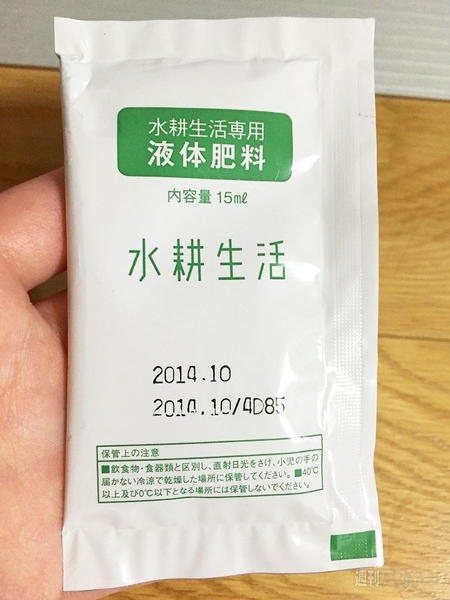 水耕生活専用
液体肥料
内容量 15mℓ
水耕生活
2014.10
2014.10/4D85
保管上の注意
■飲食物・食器類と区別し、直射日光をさけ、小児の手の
届かない冷涼で乾燥した場所に保管してください。■40℃
以上及び0℃以下となる場所には保管しないでください。
週刊